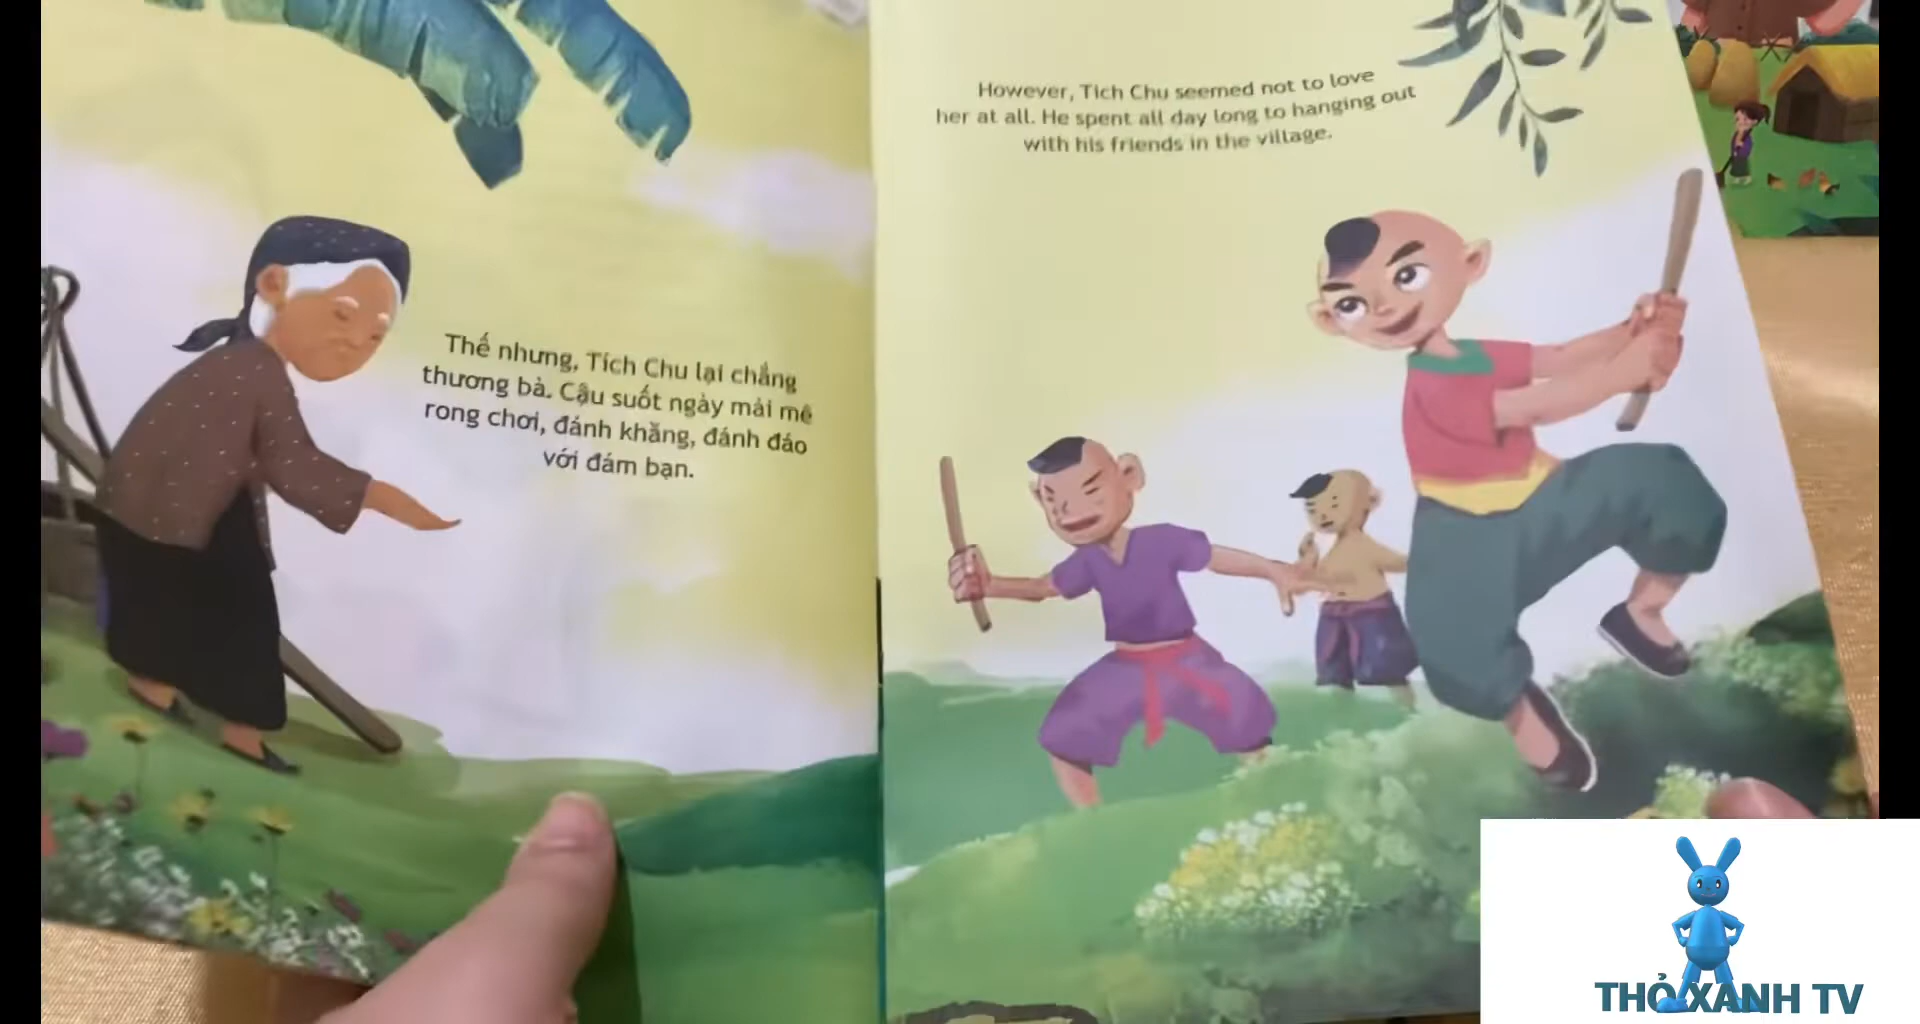 Thế nhưng, Tích Chu lại chẳng
thương bà. Cậu suốt ngày mải mê
rong chơi, đánh khăng, đánh đáo
với đám bạn.
However, Tich Chu seemed not to love
her at all. He spent all day long to hanging out
with his friends in the village.
THỎ XANH TV